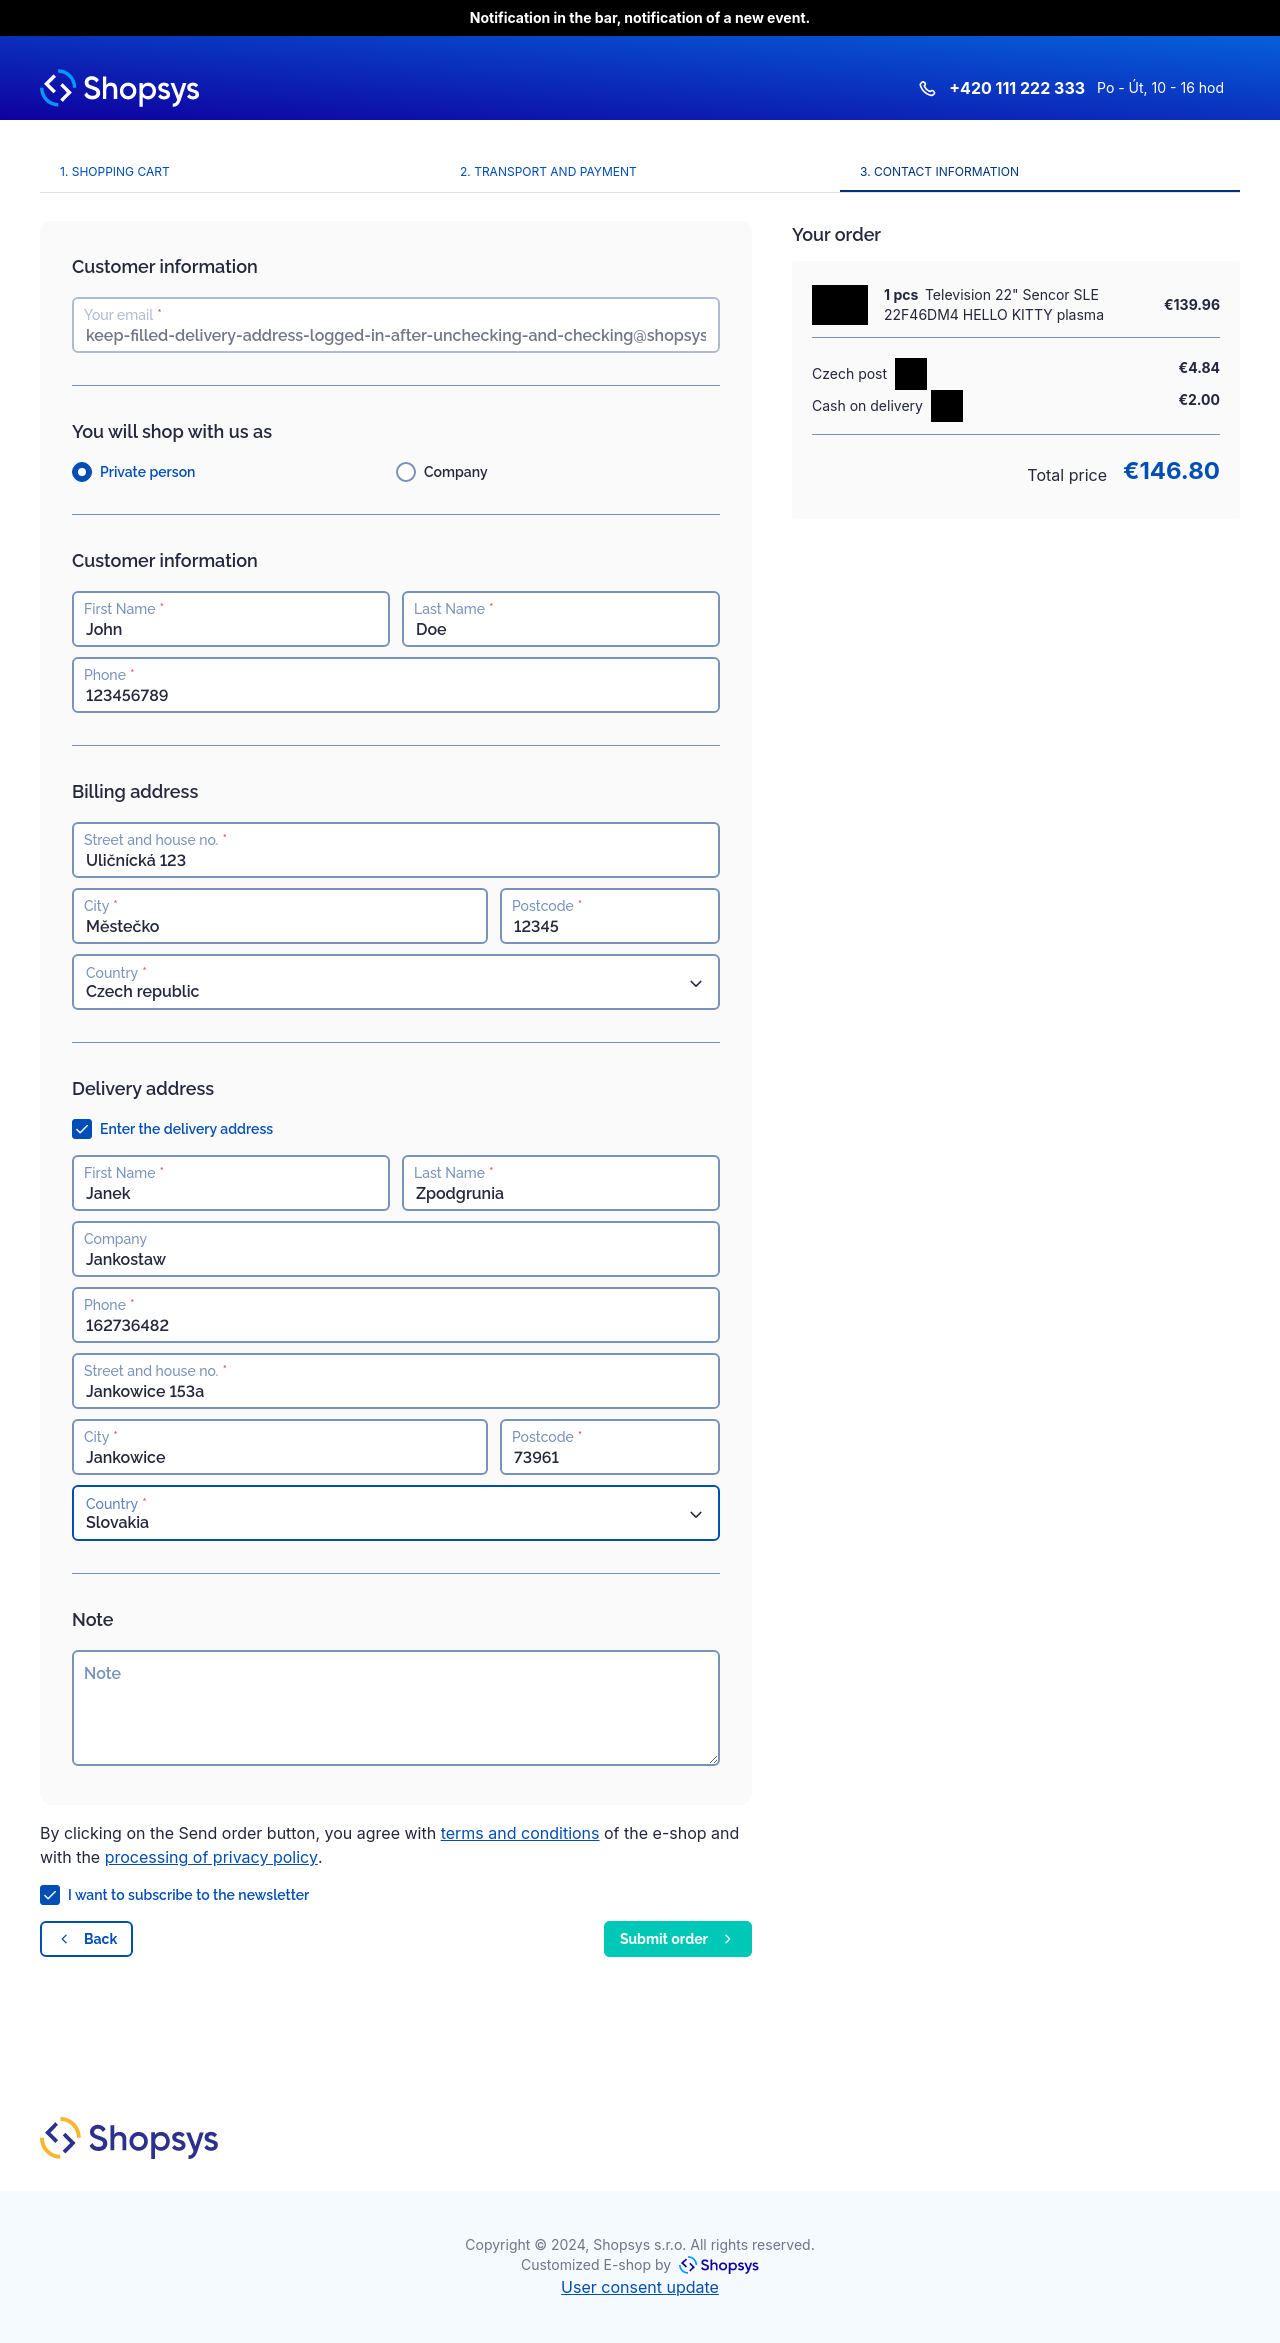 Notification in the bar, notification of a new event.
Shopsys
+420 111 222 333 Po - Út, 10 - 16 hod
1. SHOPPING CART
2. TRANSPORT AND PAYMENT
3. CONTACT INFORMATION
Customer information
Your email *
keep-filled-delivery-address-logged-in-after-unchecking-and-checking@shopsys
You will shop with us as
Private person
Company
Customer information
First Name *
John
Last Name *
Doe
Phone *
123456789
Billing address
Street and house no. *
Uličnícká 123
City *
Městečko
Postcode *
12345
Country *
Czech republic
Delivery address
Enter the delivery address
First Name *
Janek
Last Name *
Zpodgrunia
Company
Jankostaw
Phone *
162736482
Street and house no. *
Jankowice 153a
City *
Jankowice
Postcode *
73961
Country *
Slovakia
Note
Note
By clicking on the Send order button, you agree with terms and conditions of the e-shop and
with the processing of privacy policy.
I want to subscribe to the newsletter
Back
Submit order
Your order
1 pcs Television 22" Sencor SLE
22F46DM4 HELLO KITTY plasma
€139.96
Czech post
€4.84
Cash on delivery
€2.00
Total price €146.80
Shopsys
Copyright © 2024, Shopsys s.r.o. All rights reserved.
Customized E-shop by Shopsys
User consent update